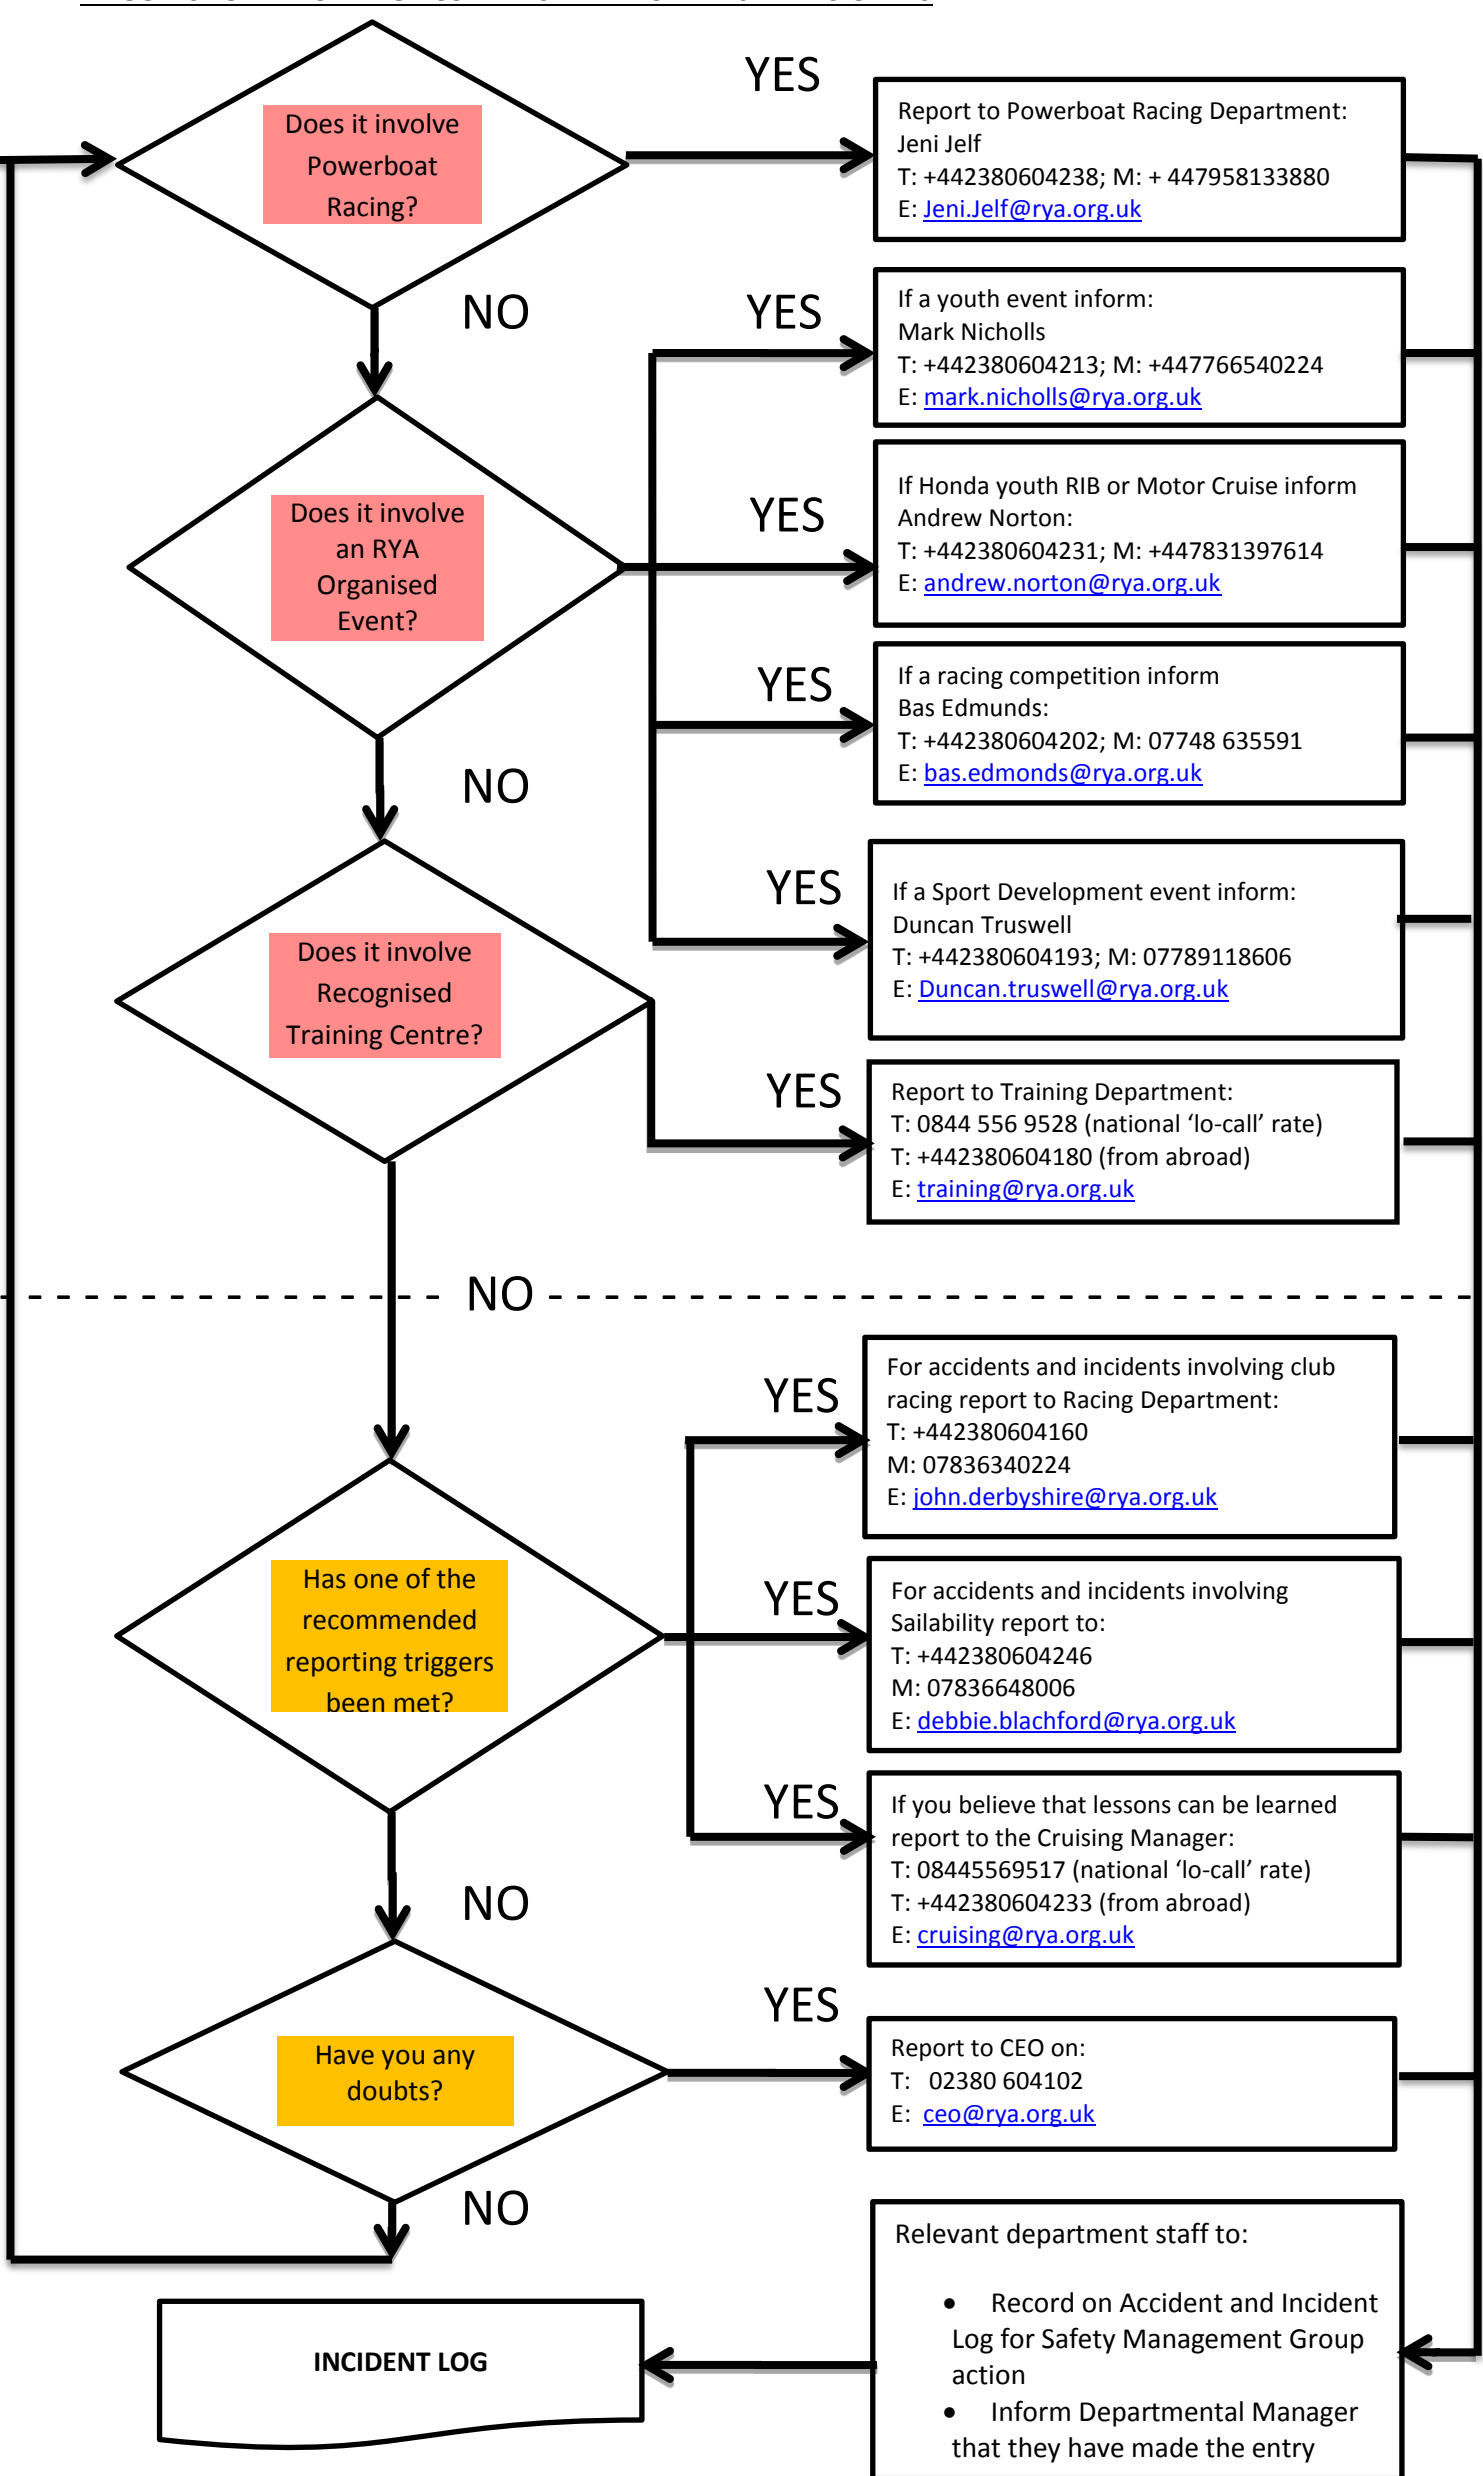 Does it involve
Powerboat
Racing?
YES
Report to Powerboat Racing Department:
Jeni Jelf
T: +442380604238; M: + 447958133880
E: Jeni.Jelf@rya.org.uk
NO
Does it involve
an RYA
Organised
Event?
YES
If a youth event inform:
Mark Nicholls
T: +442380604213; M: +447766540224
E: mark.nicholls@rya.org.uk
YES
If Honda youth RIB or Motor Cruise inform
Andrew Norton:
T: +442380604231; M: +447831397614
E: andrew.norton@rya.org.uk
YES
If a racing competition inform
Bas Edmunds:
T: +442380604202; M: 07748 635591
E: bas.edmonds@rya.org.uk
YES
If a Sport Development event inform:
Duncan Truswell
T: +442380604193; M: 07789118606
E: Duncan.truswell@rya.org.uk
NO
Does it involve
Recognised
Training Centre?
YES
Report to Training Department:
T: 0844 556 9528 (national ‘lo-call’ rate)
T: +442380604180 (from abroad)
E: training@rya.org.uk
NO
Has one of the
recommended
reporting triggers
been met?
YES
For accidents and incidents involving club
racing report to Racing Department:
T: +442380604160
M: 07836340224
E: john.derbyshire@rya.org.uk
YES
For accidents and incidents involving
Sailability report to:
T: +442380604246
M: 07836648006
E: debbie.blachford@rya.org.uk
YES
If you believe that lessons can be learned
report to the Cruising Manager:
T: 08445569517 (national ‘lo-call’ rate)
T: +442380604233 (from abroad)
E: cruising@rya.org.uk
NO
Have you any
doubts?
YES
Report to CEO on:
T: 02380 604102
E: ceo@rya.org.uk
NO
Relevant department staff to:
• Record on Accident and Incident
Log for Safety Management Group
action
• Inform Departmental Manager
that they have made the entry
INCIDENT LOG